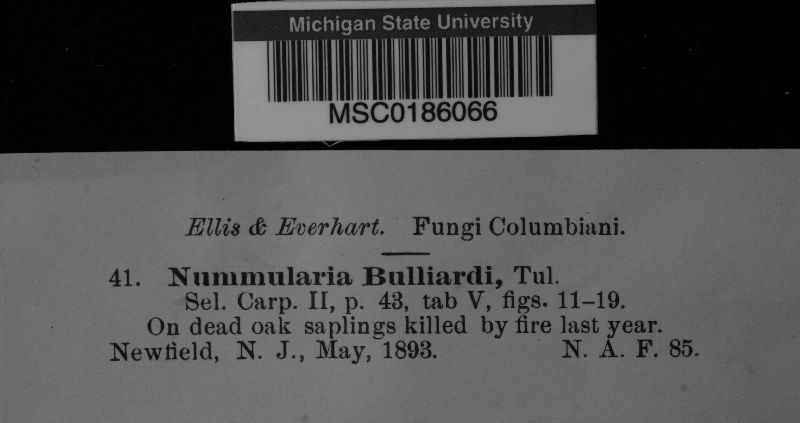 Michigan State University
MSC0186066
Ellis & Everhart. Fungi Columbiani.
41. Nummularia Bulliardi, Tul.
Sel. Carp. II, p. 43, tab V, figs. 11–19.
On dead oak saplings killed by fire last year.
Newfield, N. J., May, 1893. N. A. F. 85.